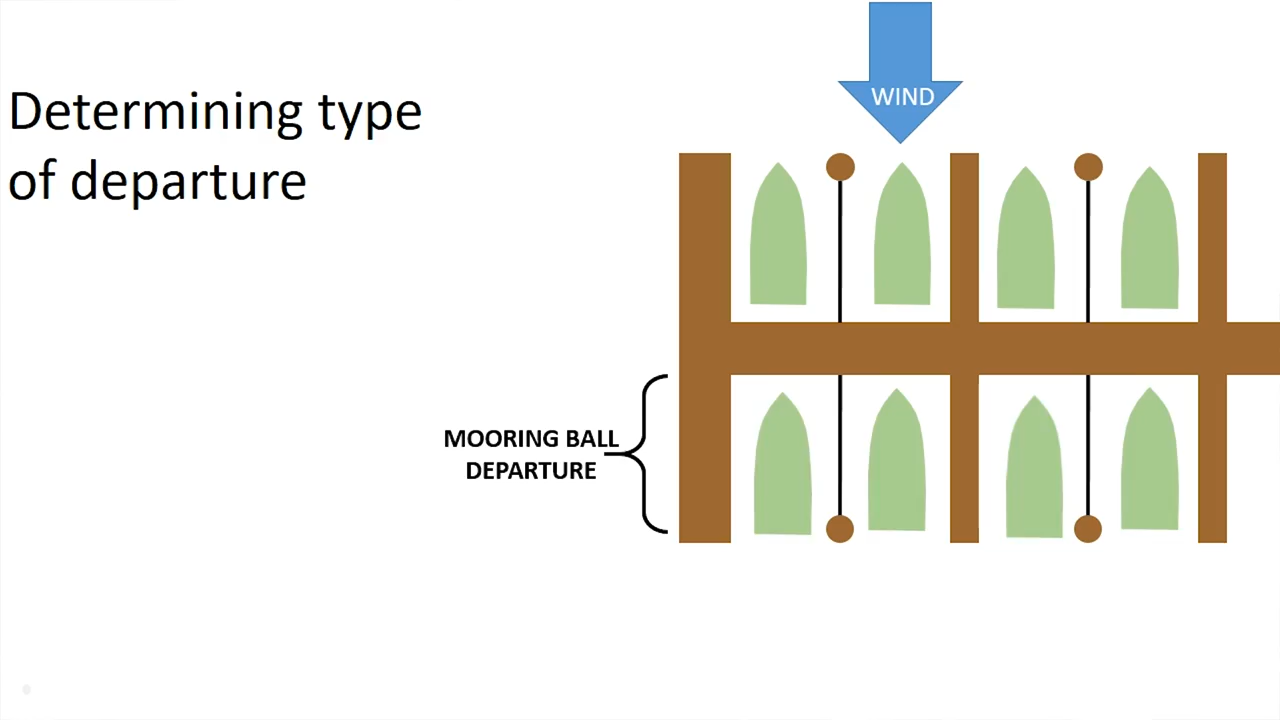 Determining type
of departure
WIND
MOORING BALL
DEPARTURE